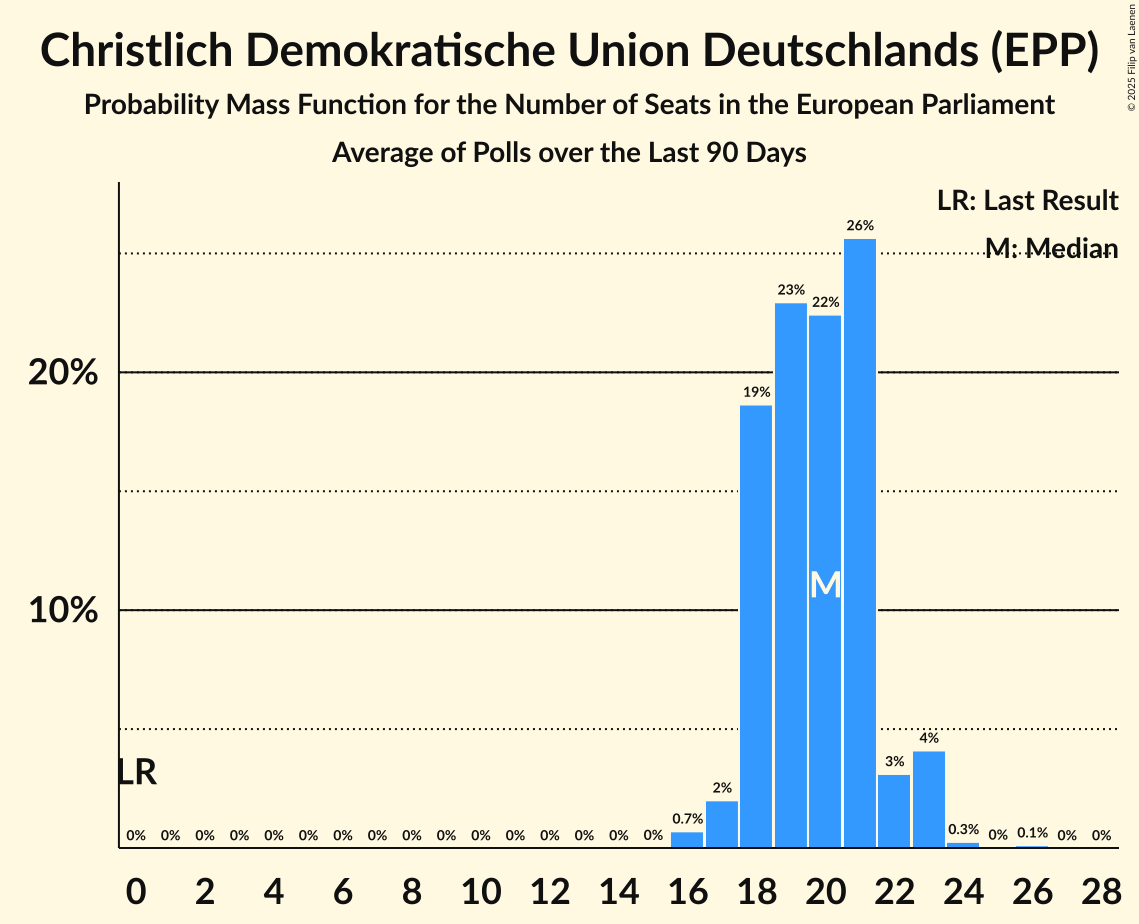 Christlich Demokratische Union Deutschlands (EPP)
Probability Mass Function for the Number of Seats in the European Parliament
Average of Polls over the Last 90 Days
© 2025 Filip van Laenen
LR: Last Result
M: Median
26%
23%
22%
20%
19%
M
10%
4%
LR
3%
2%
0% 0% 0% 0% 0% 0% 0% 0% 0% 0% 0% 0% 0% 0% 0% 0% 0.7% 0.3% 0% 0.1% 0% 0%
0 2 4 6 8 10 12 14 16 18 20 22 24 26 28